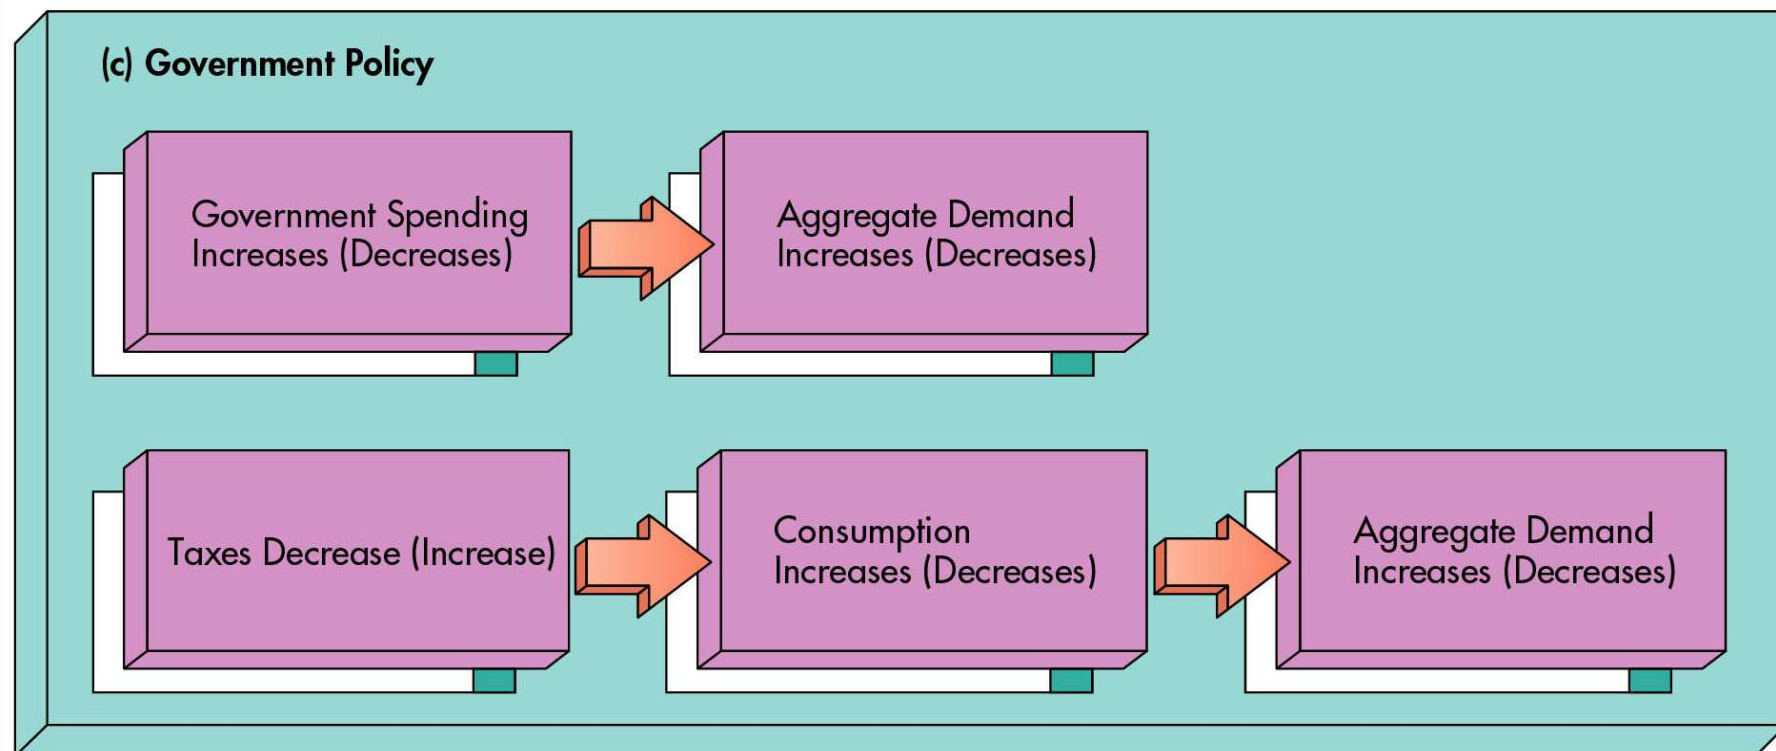 (c) Government Policy
Government Spending
Increases (Decreases)
Aggregate Demand
Increases (Decreases)
Taxes Decrease (Increase)
Consumption
Increases (Decreases)
Aggregate Demand
Increases (Decreases)